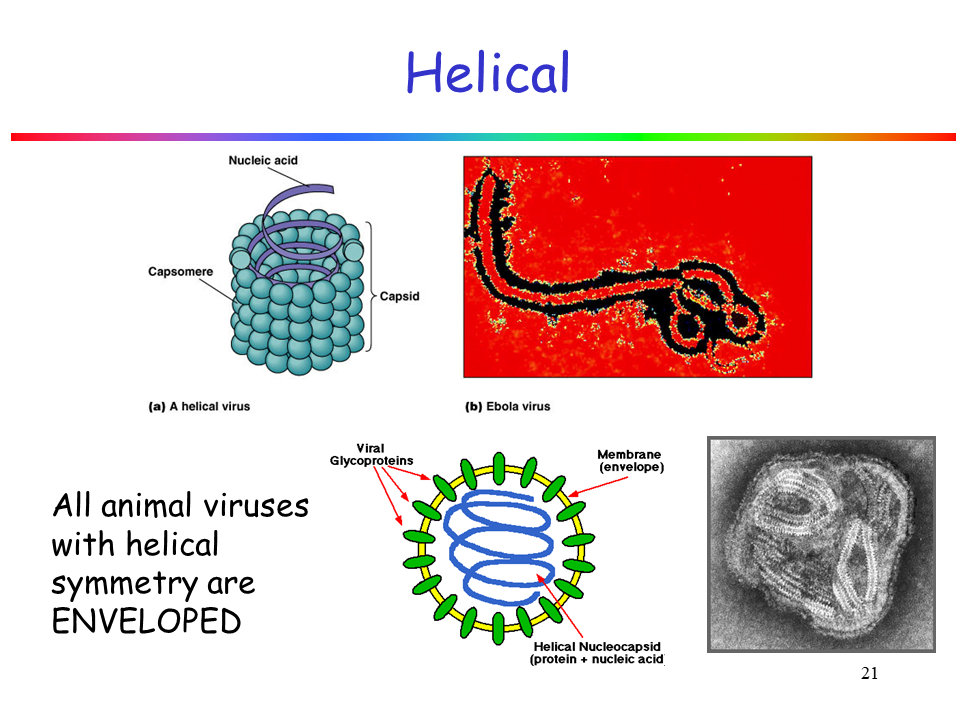 Helical
Nucleic acid
Capsomere
Capsid
(a) A helical virus
(b) Ebola virus
Viral
Glycoproteins
Membrane
(envelope)
All animal viruses
with helical
symmetry are
ENVELOPED
Helical Nucleocapsid
(protein + nucleic acid)
21